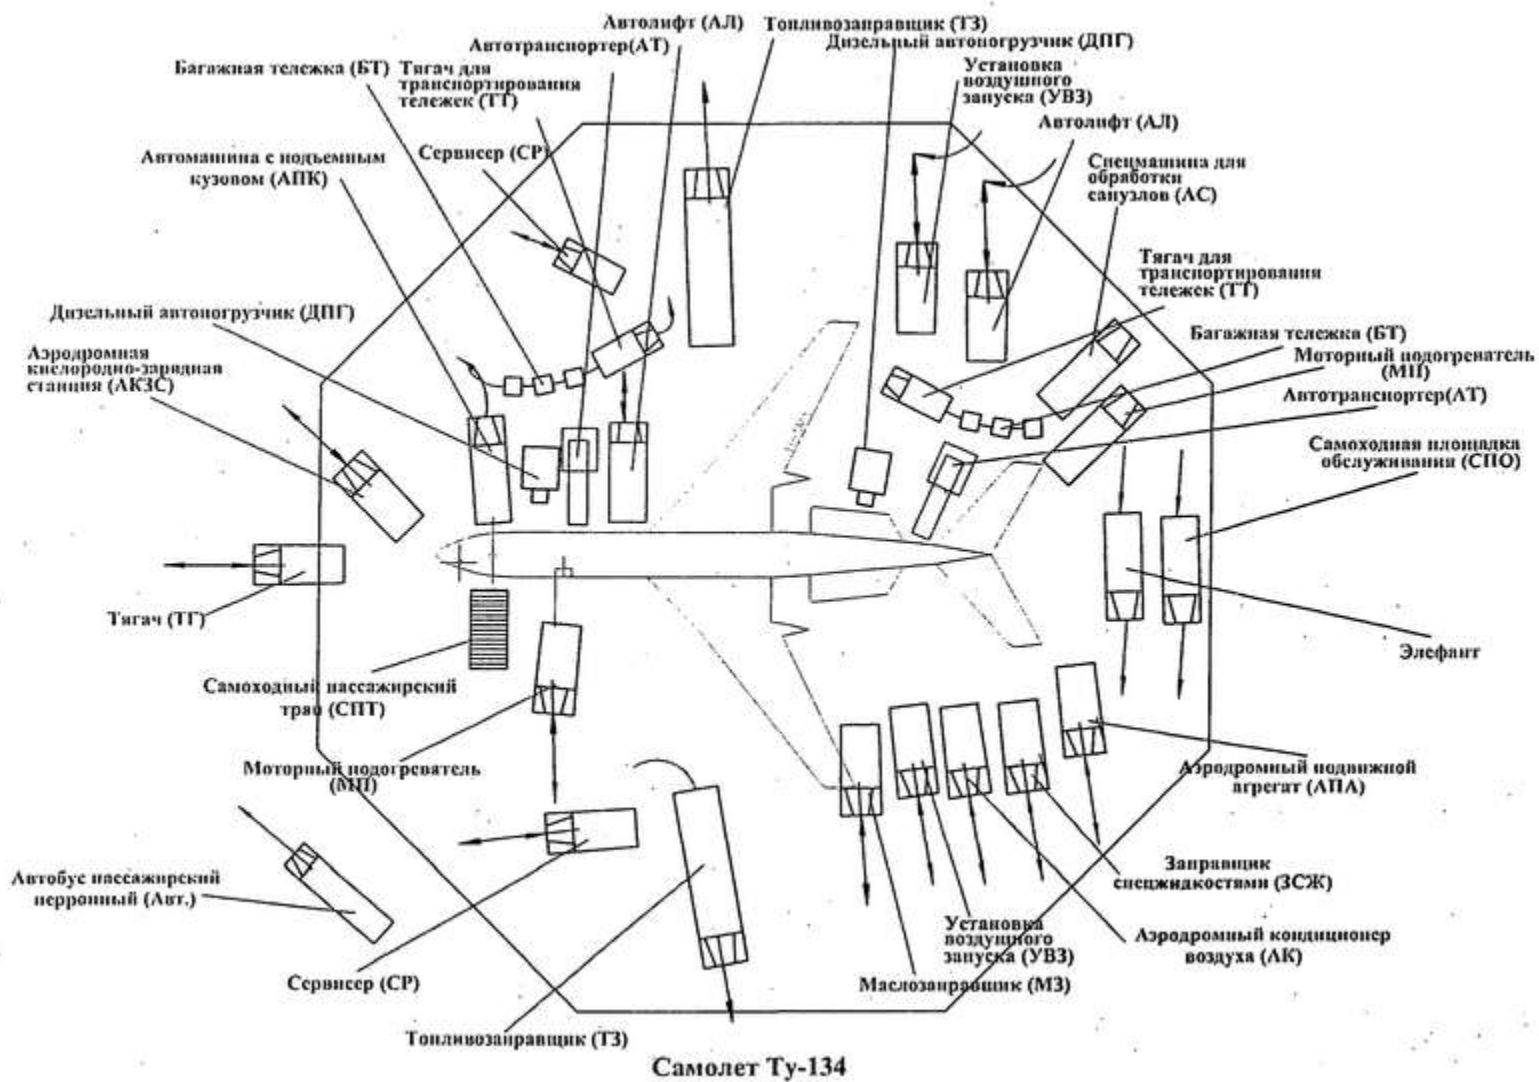 Автолифт (АЛ)
Топливозаправщик (ТЗ)
Автотранспортер(АТ)
Дизельный автопогрузчик (ДПГ)
Багажная тележка (БТ)
Тягач для
транспортирования
тележек (ТТ)
Установка
воздушного
запуска (УВЗ)
Автолифт (АЛ)
Автомашина с подъемным
кузовом (АПК)
Сервисер (СР)
Спецмашина для
обработки
санузлов (АС)
Тягач для
транспортирования
тележек (ТТ)
Дизельный автопогрузчик (ДПГ)
Багажная тележка (БТ)
Аэродромная
кислородно-зарядная
станция (АКЗС)
Моторный подогреватель
(МП)
Автотранспортер(АТ)
Самоходная площадка
обслуживания (СПО)
Тягач (ТГ)
Элефант
Самоходный пассажирский
трап (СПТ)
Моторный подогреватель
(МП)
Аэродромный подвижной
агрегат (АПА)
Автобус пассажирский
перронный (Авт.)
Заправщик
спецжидкостями (ЗСЖ)
Установка
воздушного
запуска (УВЗ)
Аэродромный кондиционер
воздуха (АК)
Сервисер (СР)
Маслозаправщик (МЗ)
Топливозаправщик (ТЗ)
Самолет Ту-134